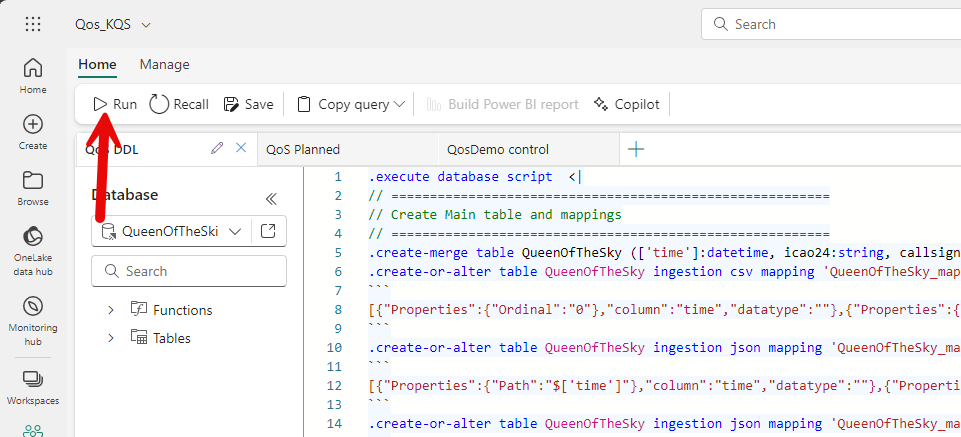 Qos_KQS
Search
Home
Manage
Run
Recall
Save
Copy query
Build Power BI report
Copilot
Home
Create
Browse
OneLake
data hub
Monitoring
hub
Workspaces
QoS DDL
QoS Planned
QosDemo control
Database
QueenOfTheSki
Search
Functions
Tables
1 .execute database script <|
2 // ==========================================================
3 // Create Main table and mappings
4 // ==========================================================
5 .create-merge table QueenOfTheSky (['time']:datetime, icao24:string, callsign
6 .create-or-alter table QueenOfTheSky ingestion csv mapping 'QueenOfTheSky_map
7 ```
8 [{"Properties":{"Ordinal":"0"},"column":"time","datatype":""},{"Properties":{
9 ```
10 .create-or-alter table QueenOfTheSky ingestion json mapping 'QueenOfTheSky_ma
11 ```
12 [{"Properties":{"Path":"$['time']"},"column":"time","datatype":""},{"Properti
13 ```
14 .create-or-alter table QueenOfTheSky ingestion json mapping 'QueenOfTheSky_ma